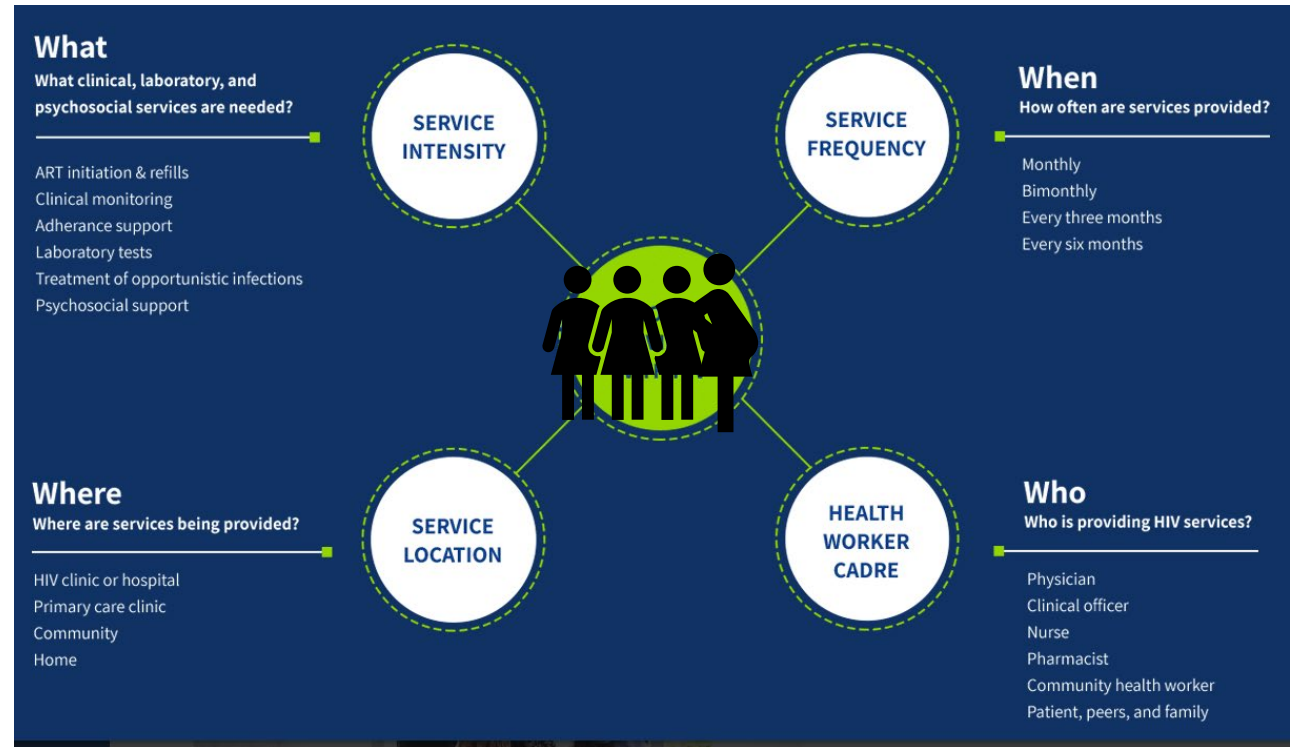 What
What clinical, laboratory, and
psychosocial services are needed?
ART initiation & refills
Clinical monitoring
Adherance support
Laboratory tests
Treatment of opportunistic infections
Psychosocial support
SERVICE
INTENSITY
SERVICE
FREQUENCY
When
How often are services provided?
Monthly
Bimonthly
Every three months
Every six months
Where
Where are services being provided?
HIV clinic or hospital
Primary care clinic
Community
Home
SERVICE
LOCATION
HEALTH
WORKER
CADRE
Who
Who is providing HIV services?
Physician
Clinical officer
Nurse
Pharmacist
Community health worker
Patient, peers, and family